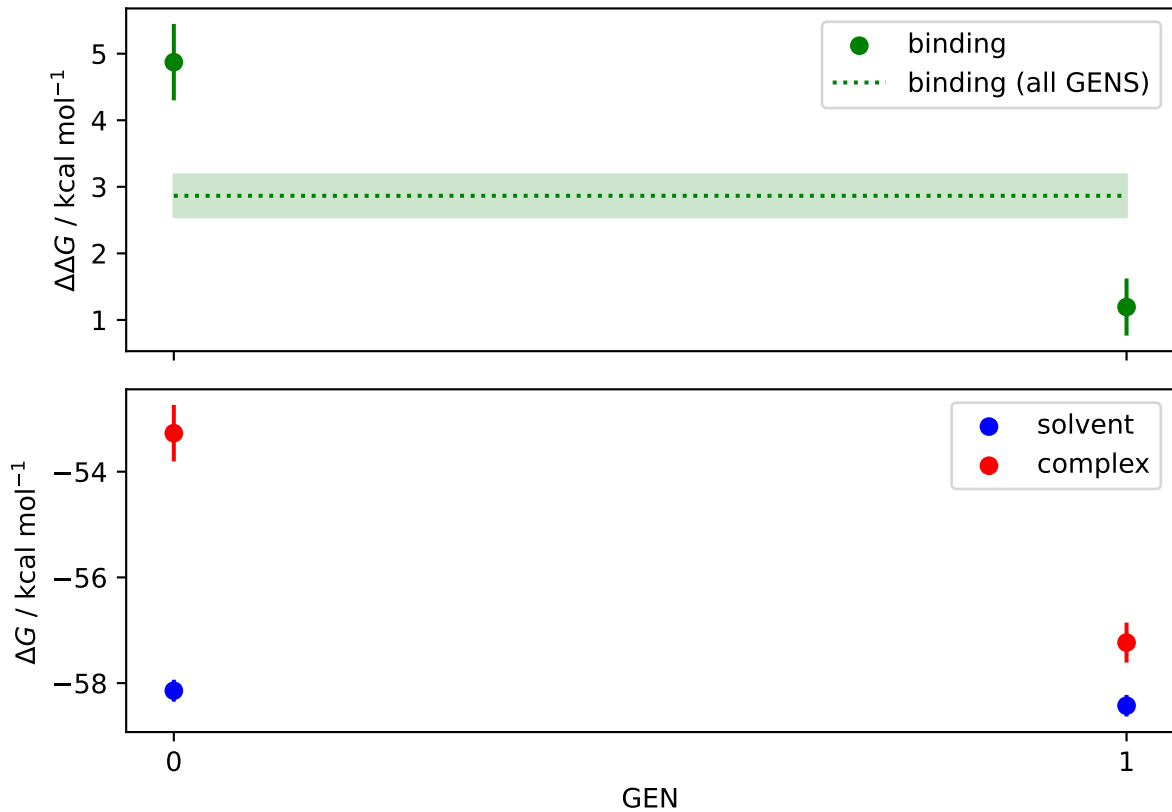 5
4
3
2
1
ΔΔG / kcal mol⁻¹
binding
binding (all GENS)
−54
−56
−58
ΔG / kcal mol⁻¹
solvent
complex
0
1
GEN